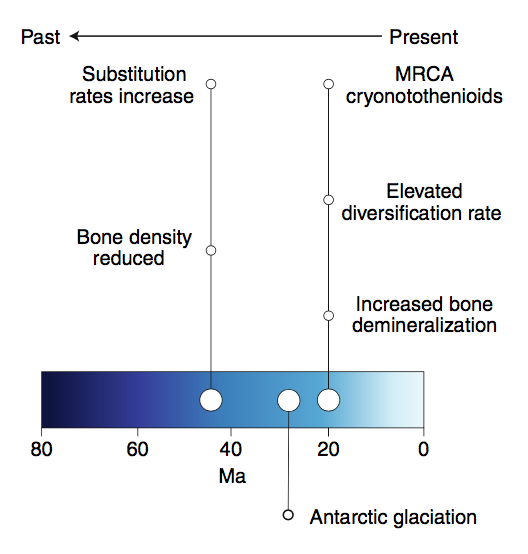 Past
Present
Substitution
rates increase
MRCA
cryonotothenioids
Elevated
diversification rate
Bone density
reduced
Increased bone
demineralization
80 60 40 20 0
Ma
Antarctic glaciation